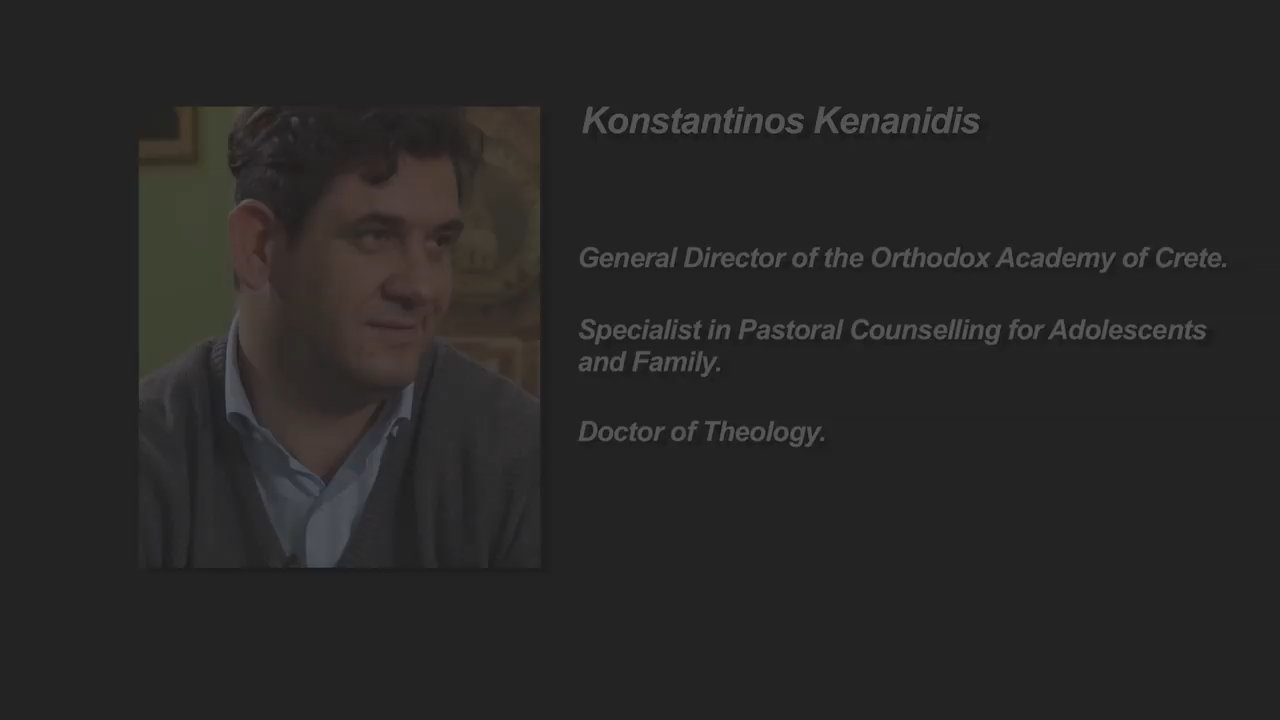 Konstantinos Kenanidis
General Director of the Orthodox Academy of Crete.
Specialist in Pastoral Counselling for Adolescents
and Family.
Doctor of Theology.